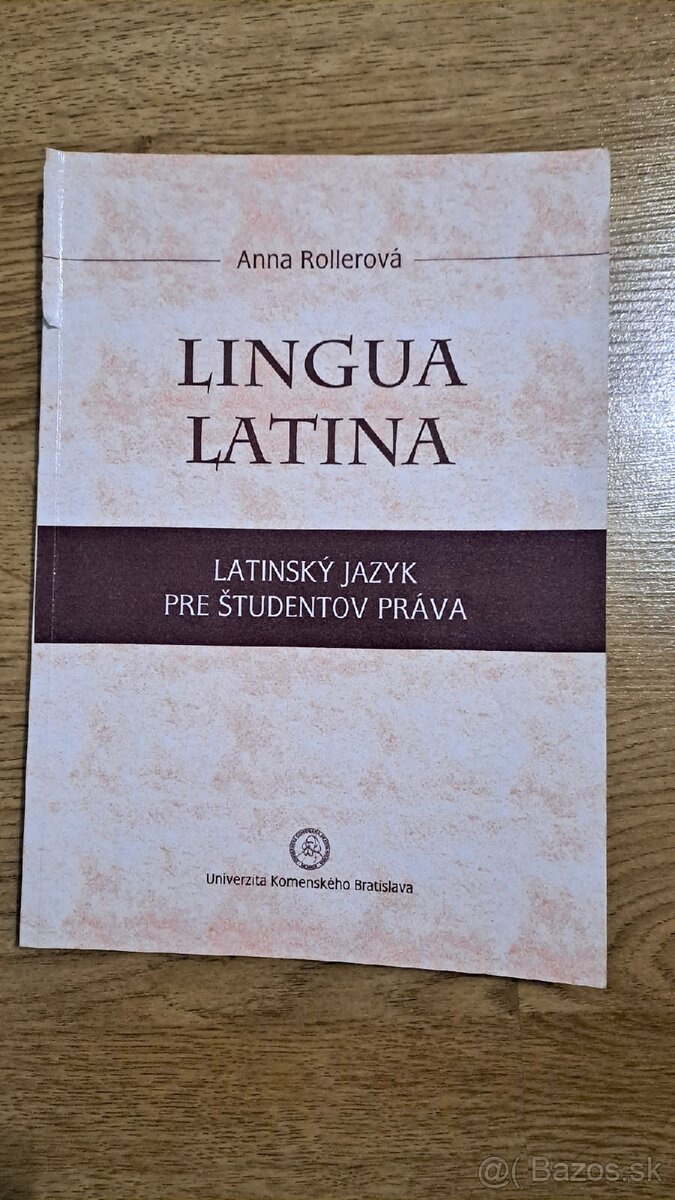 Anna Rollerová
LINGUA
LATINA
LATINSKÝ JAZYK
PRE ŠTUDENTOV PRÁVA
Univerzita Komenského Bratislava
@( Bazos.sk